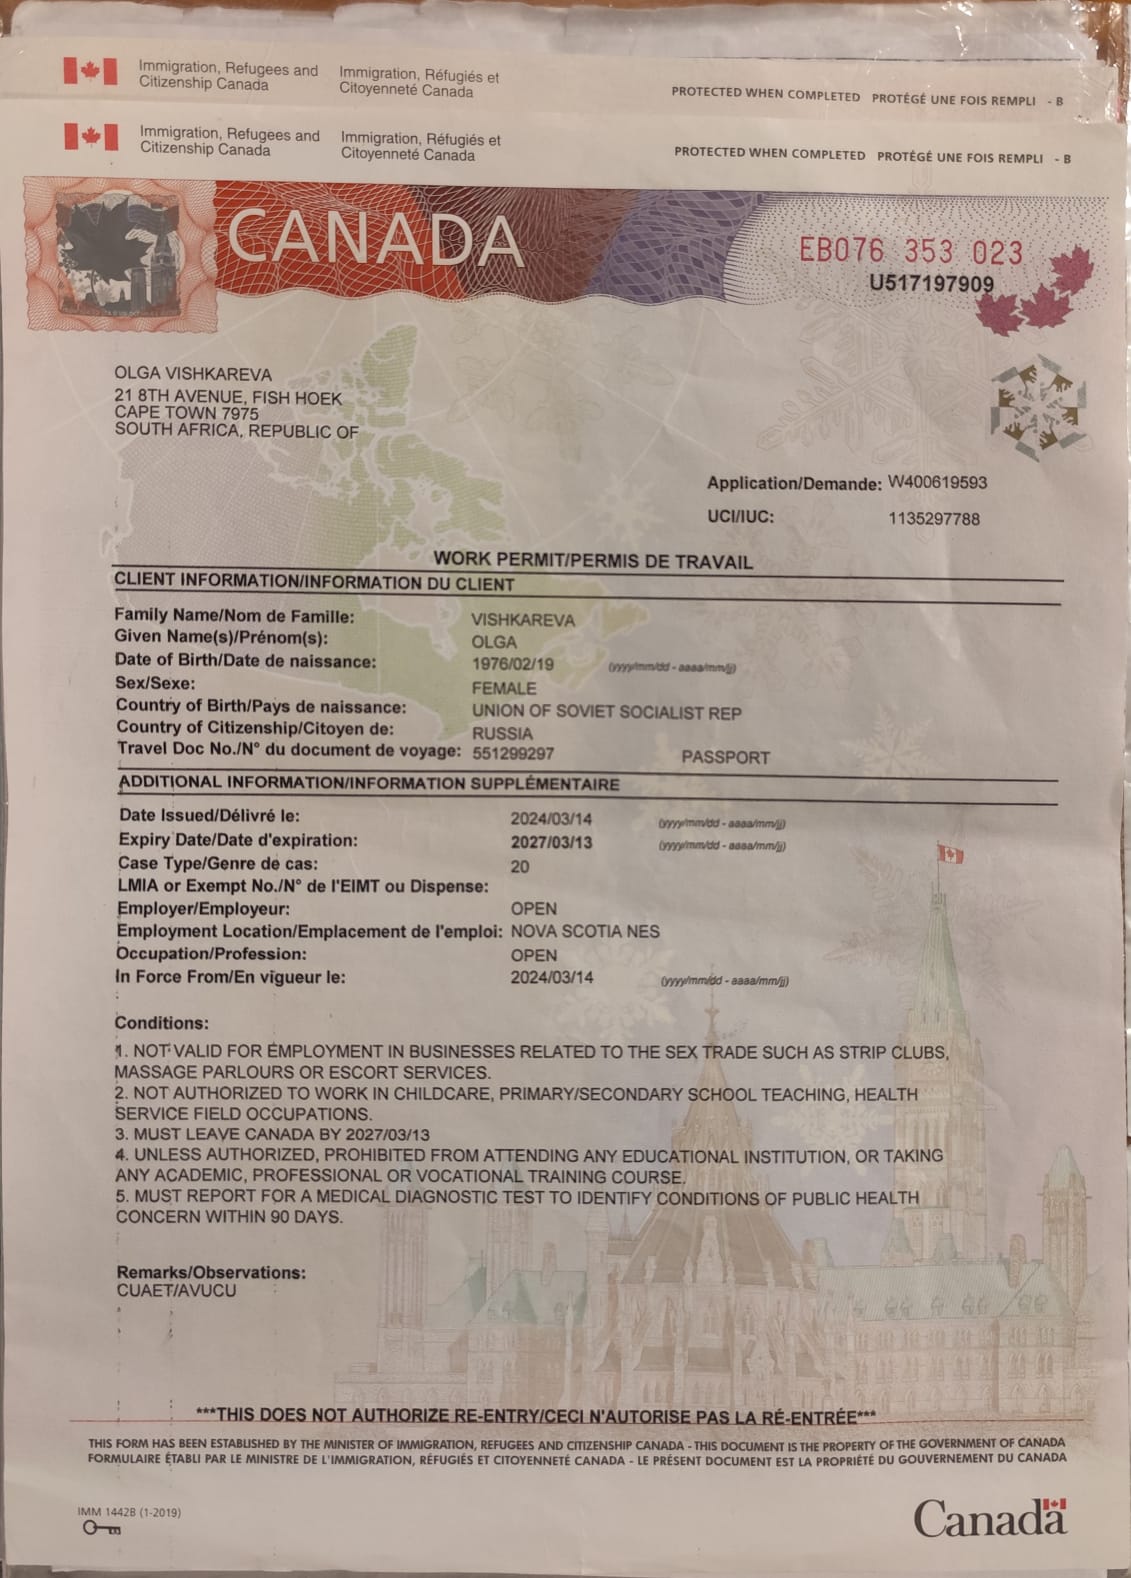 Immigration, Refugees and Citizenship Canada
Immigration, Réfugiés et Citoyenneté Canada
PROTECTED WHEN COMPLETED PROTÉGÉ UNE FOIS REMPLI - B
Immigration, Refugees and Citizenship Canada
Immigration, Réfugiés et Citoyenneté Canada
PROTECTED WHEN COMPLETED PROTÉGÉ UNE FOIS REMPLI - B
CANADA
EB076 353 023
U517197909
OLGA VISHKAREVA
21 8TH AVENUE, FISH HOEK
CAPE TOWN 7975
SOUTH AFRICA, REPUBLIC OF
Application/Demande: W400619593
UCI/IUC: 1135297788
WORK PERMIT/PERMIS DE TRAVAIL
CLIENT INFORMATION/INFORMATION DU CLIENT
Family Name/Nom de Famille: VISHKAREVA
Given Name(s)/Prénom(s): OLGA
Date of Birth/Date de naissance: 1976/02/19 (yyyy/mm/dd - aaaa/mm/jj)
Sex/Sexe: FEMALE
Country of Birth/Pays de naissance: UNION OF SOVIET SOCIALIST REP
Country of Citizenship/Citoyen de: RUSSIA
Travel Doc No./N° du document de voyage: 551299297 PASSPORT
ADDITIONAL INFORMATION/INFORMATION SUPPLÉMENTAIRE
Date Issued/Délivré le: 2024/03/14 (yyyy/mm/dd - aaaa/mm/jj)
Expiry Date/Date d'expiration: 2027/03/13 (yyyy/mm/dd - aaaa/mm/jj)
Case Type/Genre de cas: 20
LMIA or Exempt No./N° de l'EIMT ou Dispense:
Employer/Employeur: OPEN
Employment Location/Emplacement de l'emploi: NOVA SCOTIA NES
Occupation/Profession: OPEN
In Force From/En vigueur le: 2024/03/14 (yyyy/mm/dd - aaaa/mm/jj)
Conditions:
1. NOT VALID FOR EMPLOYMENT IN BUSINESSES RELATED TO THE SEX TRADE SUCH AS STRIP CLUBS,
MASSAGE PARLOURS OR ESCORT SERVICES.
2. NOT AUTHORIZED TO WORK IN CHILDCARE, PRIMARY/SECONDARY SCHOOL TEACHING, HEALTH
SERVICE FIELD OCCUPATIONS.
3. MUST LEAVE CANADA BY 2027/03/13
4. UNLESS AUTHORIZED, PROHIBITED FROM ATTENDING ANY EDUCATIONAL INSTITUTION, OR TAKING
ANY ACADEMIC, PROFESSIONAL OR VOCATIONAL TRAINING COURSE.
5. MUST REPORT FOR A MEDICAL DIAGNOSTIC TEST TO IDENTIFY CONDITIONS OF PUBLIC HEALTH
CONCERN WITHIN 90 DAYS.
Remarks/Observations:
CUAET/AVUCU
***THIS DOES NOT AUTHORIZE RE-ENTRY/CECI N'AUTORISE PAS LA RÉ-ENTRÉE***
THIS FORM HAS BEEN ESTABLISHED BY THE MINISTER OF IMMIGRATION, REFUGEES AND CITIZENSHIP CANADA - THIS DOCUMENT IS THE PROPERTY OF THE GOVERNMENT OF CANADA
FORMULAIRE ÉTABLI PAR LE MINISTRE DE L'IMMIGRATION, RÉFUGIÉS ET CITOYENNETÉ CANADA - LE PRÉSENT DOCUMENT EST LA PROPRIÉTÉ DU GOUVERNEMENT DU CANADA
IMM 1442B (1-2019)
Canada